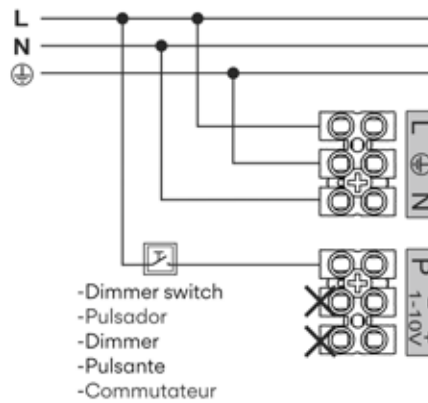 L
N
L
N
P
1-10V
-Dimmer switch
-Pulsador
-Dimmer
-Pulsante
-Commutateur